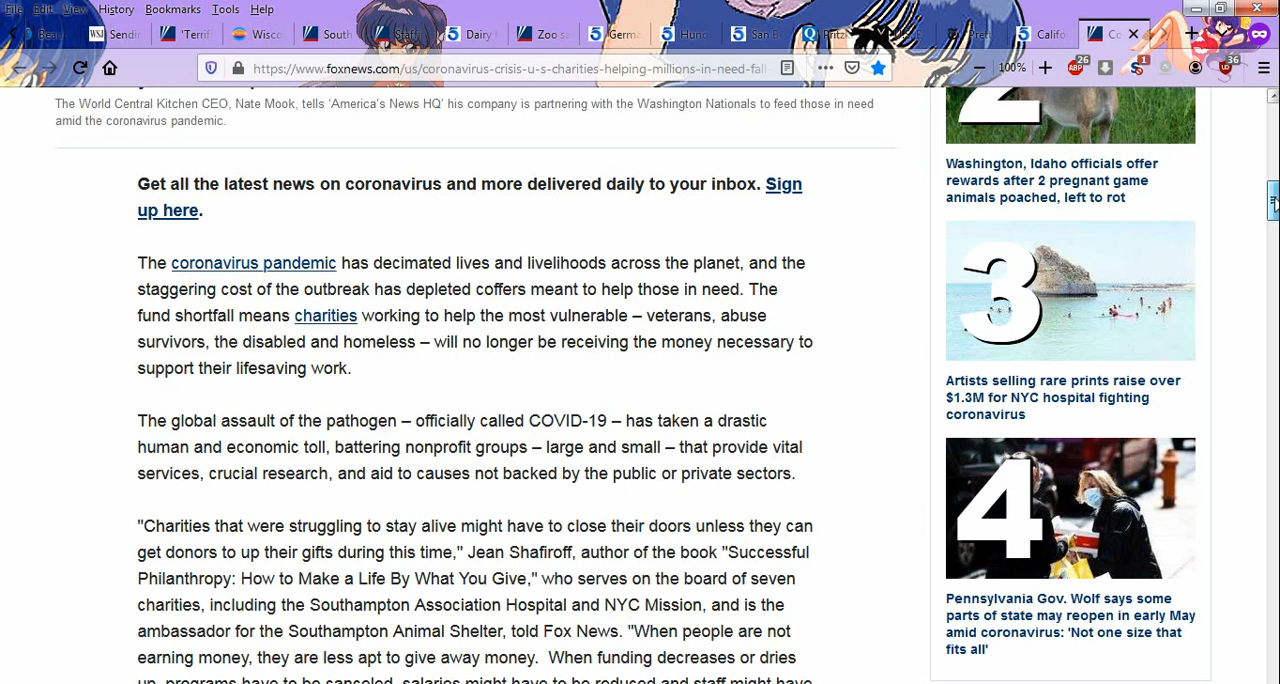 File Edit View History Bookmarks Tools Help
Sendin 'Terrif Wisco South Staff Dairy Zoo sa Germa Hung San B Pritzk Prett Califo Co
https://www.foxnews.com/us/coronavirus-crisis-u-s-charities-helping-millions-in-need-fall 100% 26 1 36
The World Central Kitchen CEO, Nate Mook, tells 'America's News HQ' his company is partnering with the Washington Nationals to feed those in need
amid the coronavirus pandemic.
Get all the latest news on coronavirus and more delivered daily to your inbox. Sign
up here.
The coronavirus pandemic has decimated lives and livelihoods across the planet, and the
staggering cost of the outbreak has depleted coffers meant to help those in need. The
fund shortfall means charities working to help the most vulnerable – veterans, abuse
survivors, the disabled and homeless – will no longer be receiving the money necessary to
support their lifesaving work.
The global assault of the pathogen – officially called COVID-19 – has taken a drastic
human and economic toll, battering nonprofit groups – large and small – that provide vital
services, crucial research, and aid to causes not backed by the public or private sectors.
"Charities that were struggling to stay alive might have to close their doors unless they can
get donors to up their gifts during this time," Jean Shafiroff, author of the book "Successful
Philanthropy: How to Make a Life By What You Give," who serves on the board of seven
charities, including the Southampton Association Hospital and NYC Mission, and is the
ambassador for the Southampton Animal Shelter, told Fox News. "When people are not
earning money, they are less apt to give away money. When funding decreases or dries
up, programs have to be canceled, salaries might have to be reduced and staff might have
2
Washington, Idaho officials offer
rewards after 2 pregnant game
animals poached, left to rot
3
Artists selling rare prints raise over
$1.3M for NYC hospital fighting
coronavirus
4
Pennsylvania Gov. Wolf says some
parts of state may reopen in early May
amid coronavirus: 'Not one size that
fits all'